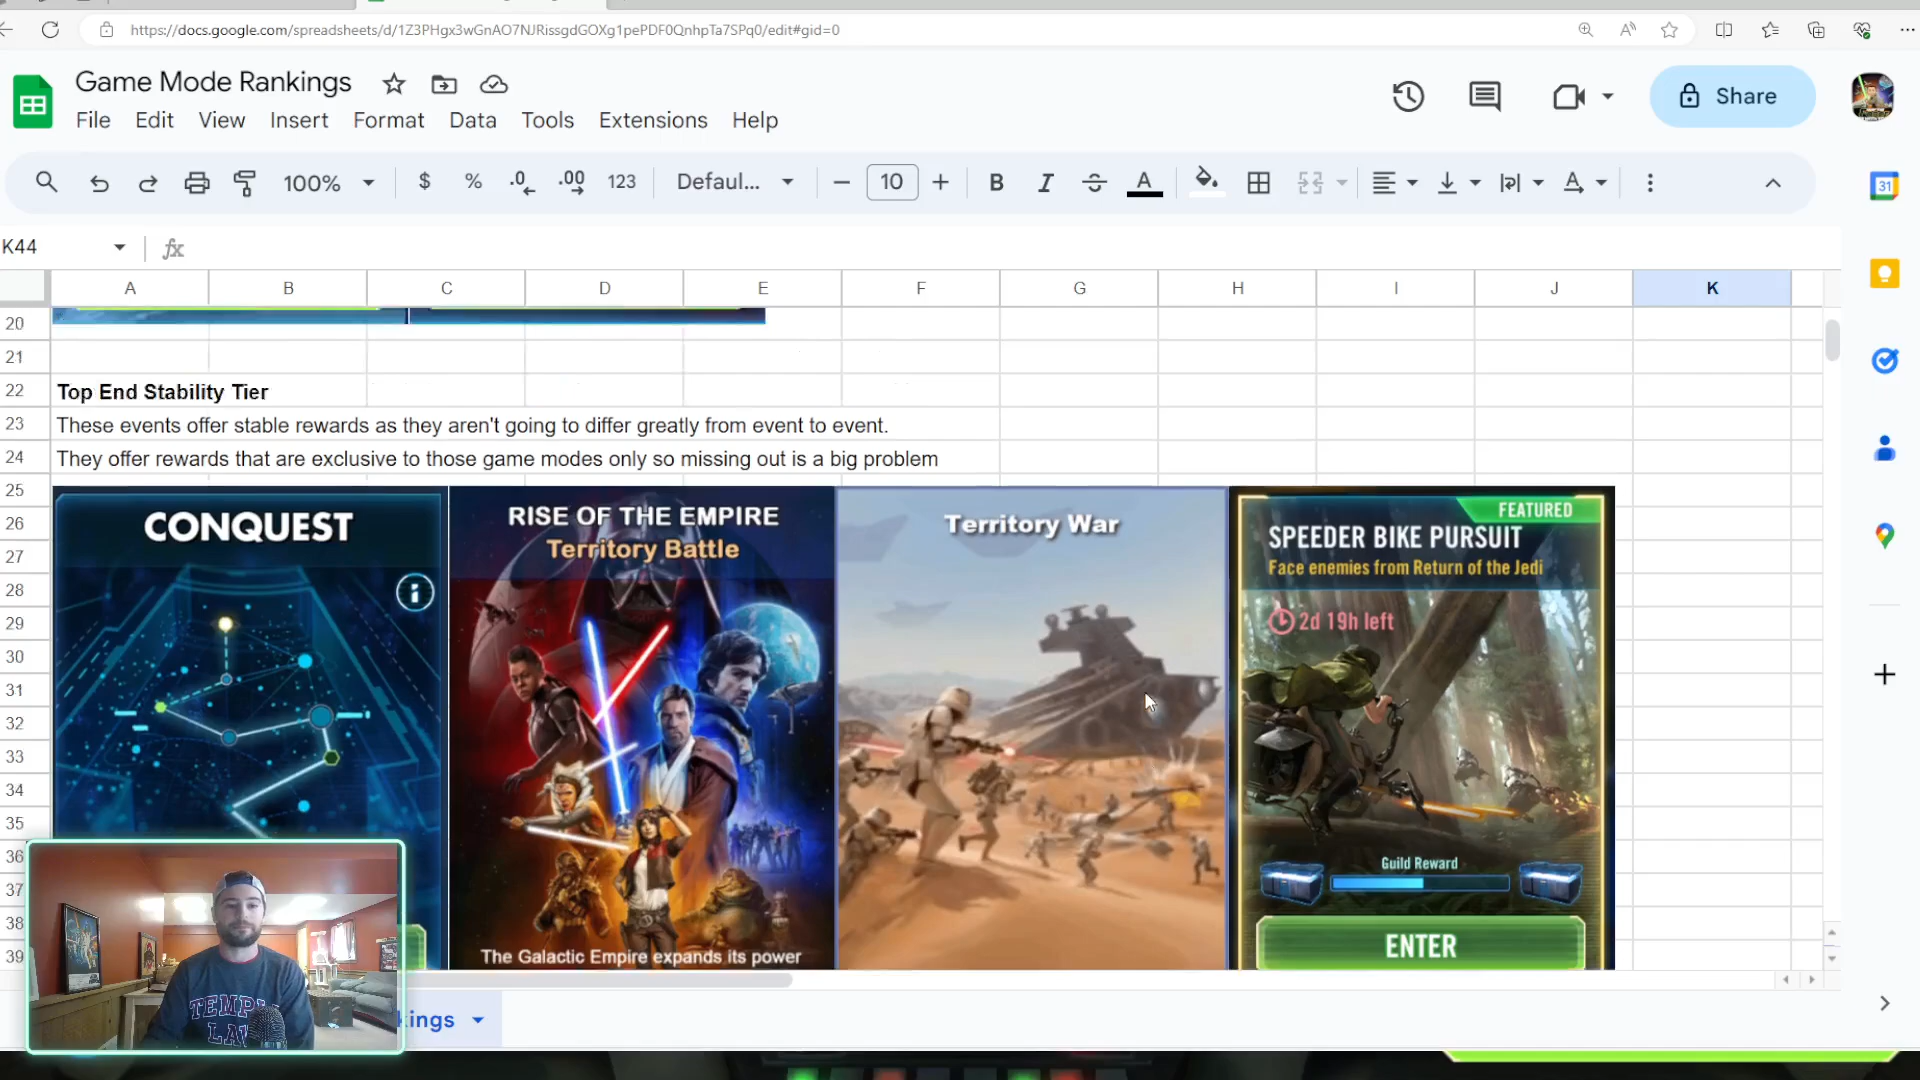 https://docs.google.com/spreadsheets/d/1Z3PHgx3wGnAO7NJRissgdGOXg1pePDF0QnhpTa7SPq0/edit#gid=0
Game Mode Rankings
Share
File Edit View Insert Format Data Tools Extensions Help
100% $ % .0 .00 123 Defaul... 10 B I A
31
K44 fx
A B C D E F G H I J K
20
21
22 Top End Stability Tier
23 These events offer stable rewards as they aren't going to differ greatly from event to event.
24 They offer rewards that are exclusive to those game modes only so missing out is a big problem
25
26
27
28
29
30
31
32
33
34
35
36
37
38
39
CONQUEST
i
RISE OF THE EMPIRE
Territory Battle
The Galactic Empire expands its power
Territory War
FEATURED
SPEEDER BIKE PURSUIT
Face enemies from Return of the Jedi
2d 19h left
Guild Reward
ENTER
TEMPLE
LAW
kings